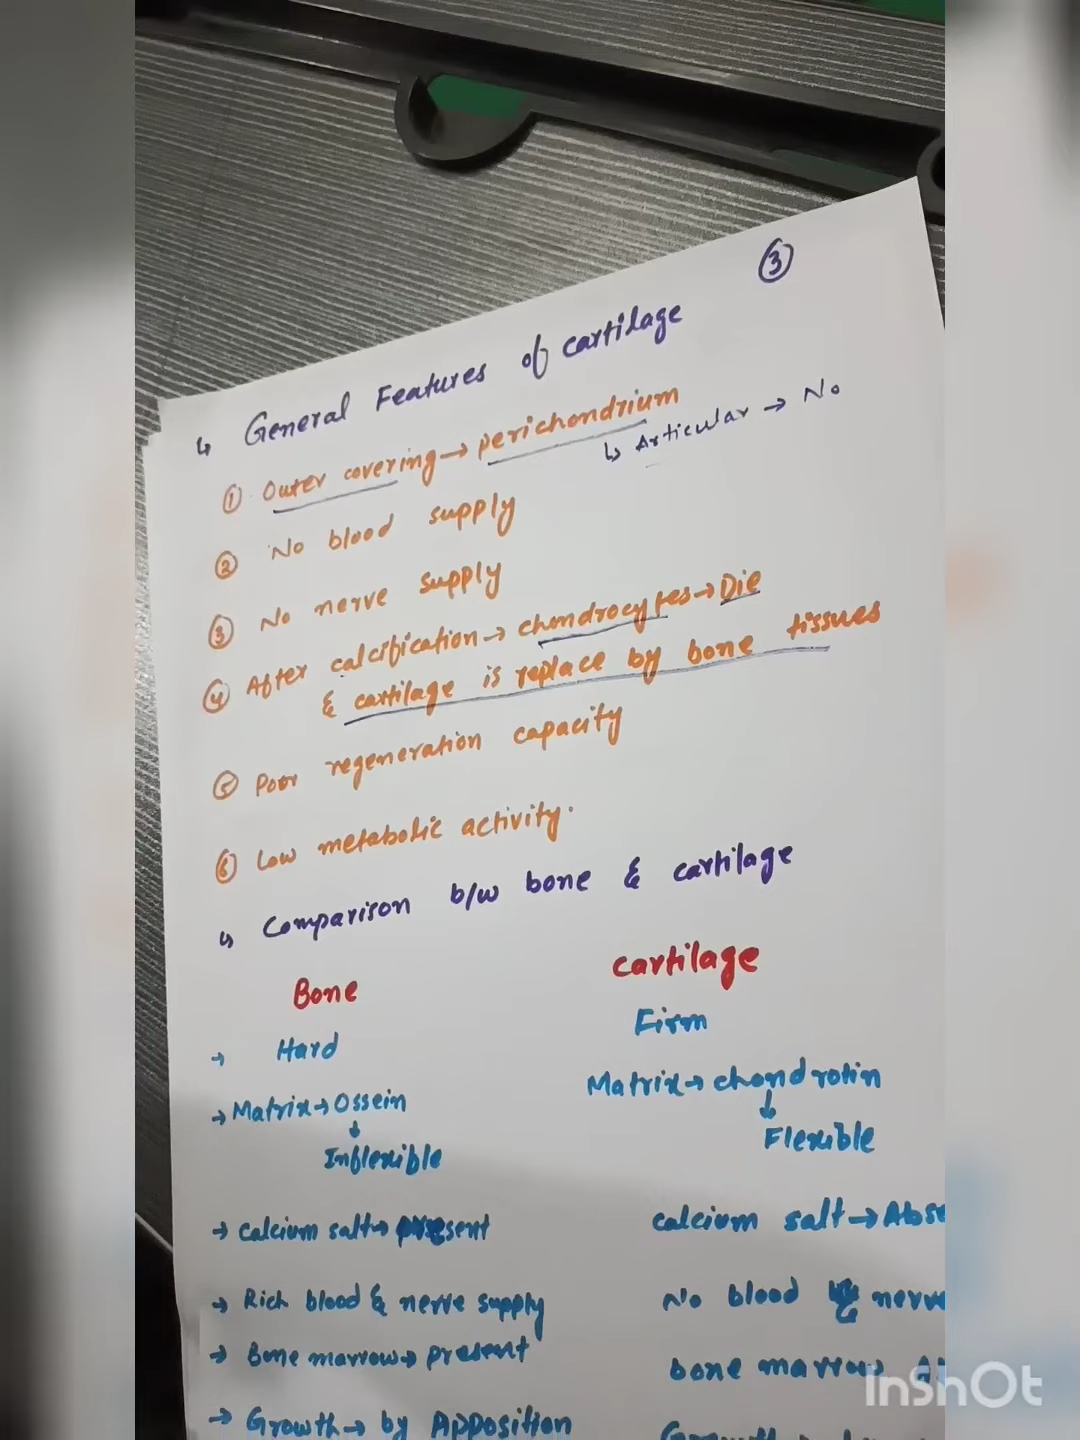 ③
↳ General Features of cartilage
① Outer covering → perichondrium
↳ Articular → No
② No blood supply
③ No nerve supply
④ After calcification → chondrocytes → Die
& cartilage is replace by bone tissues
⑤ Poor regeneration capacity
⑥ Low metabolic activity.
↳ Comparison b/w bone & cartilage
Bone Cartilage
→ Hard Firm
→ Matrix → Ossein Matrix → chondrotin
↓ ↓
Inflexible Flexible
→ calcium salt → present calcium salt → Abse
→ Rich blood & nerve supply No blood & nerve
→ Bone marrow → present bone marrow
→ Growth → by Apposition
InShOt